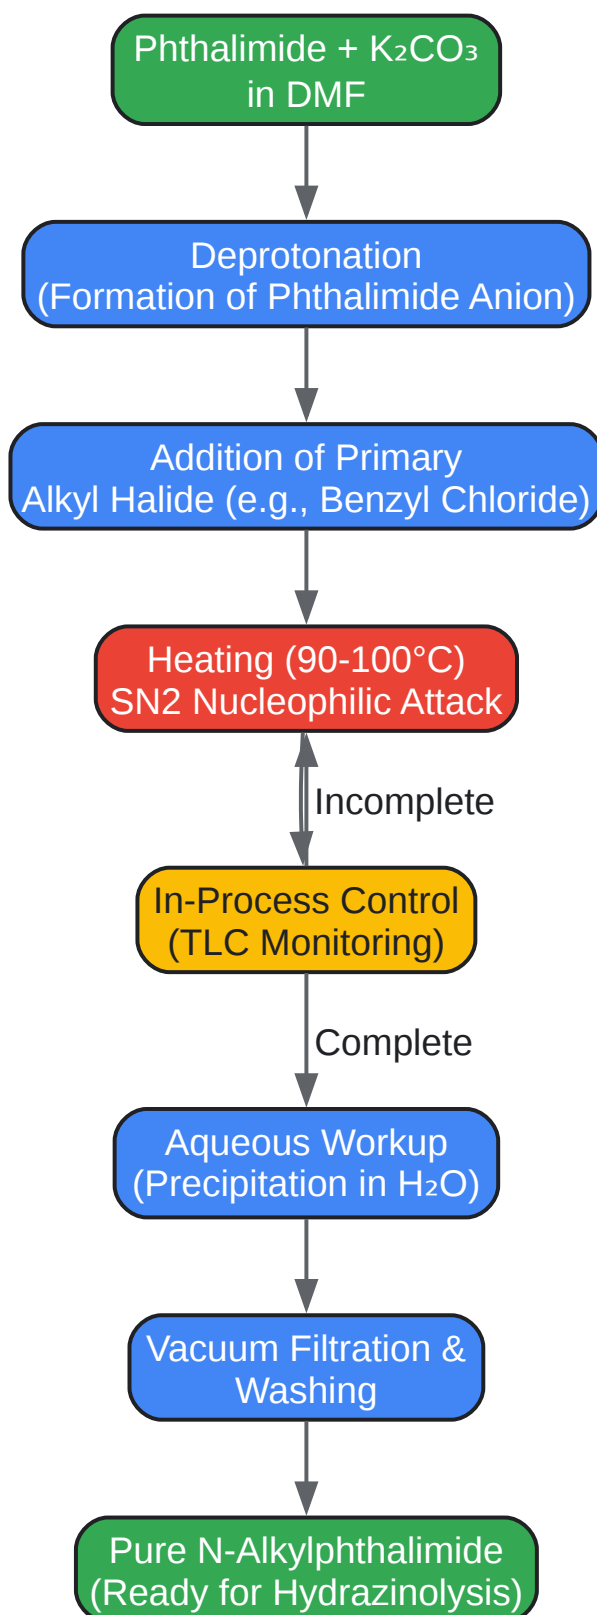 Phthalimide + K₂CO₃
in DMF
Deprotonation
(Formation of Phthalimide Anion)
Addition of Primary
Alkyl Halide (e.g., Benzyl Chloride)
Heating (90-100°C)
SN2 Nucleophilic Attack
Incomplete
In-Process Control
(TLC Monitoring)
Complete
Aqueous Workup
(Precipitation in H₂O)
Vacuum Filtration &
Washing
Pure N-Alkylphthalimide
(Ready for Hydrazinolysis)